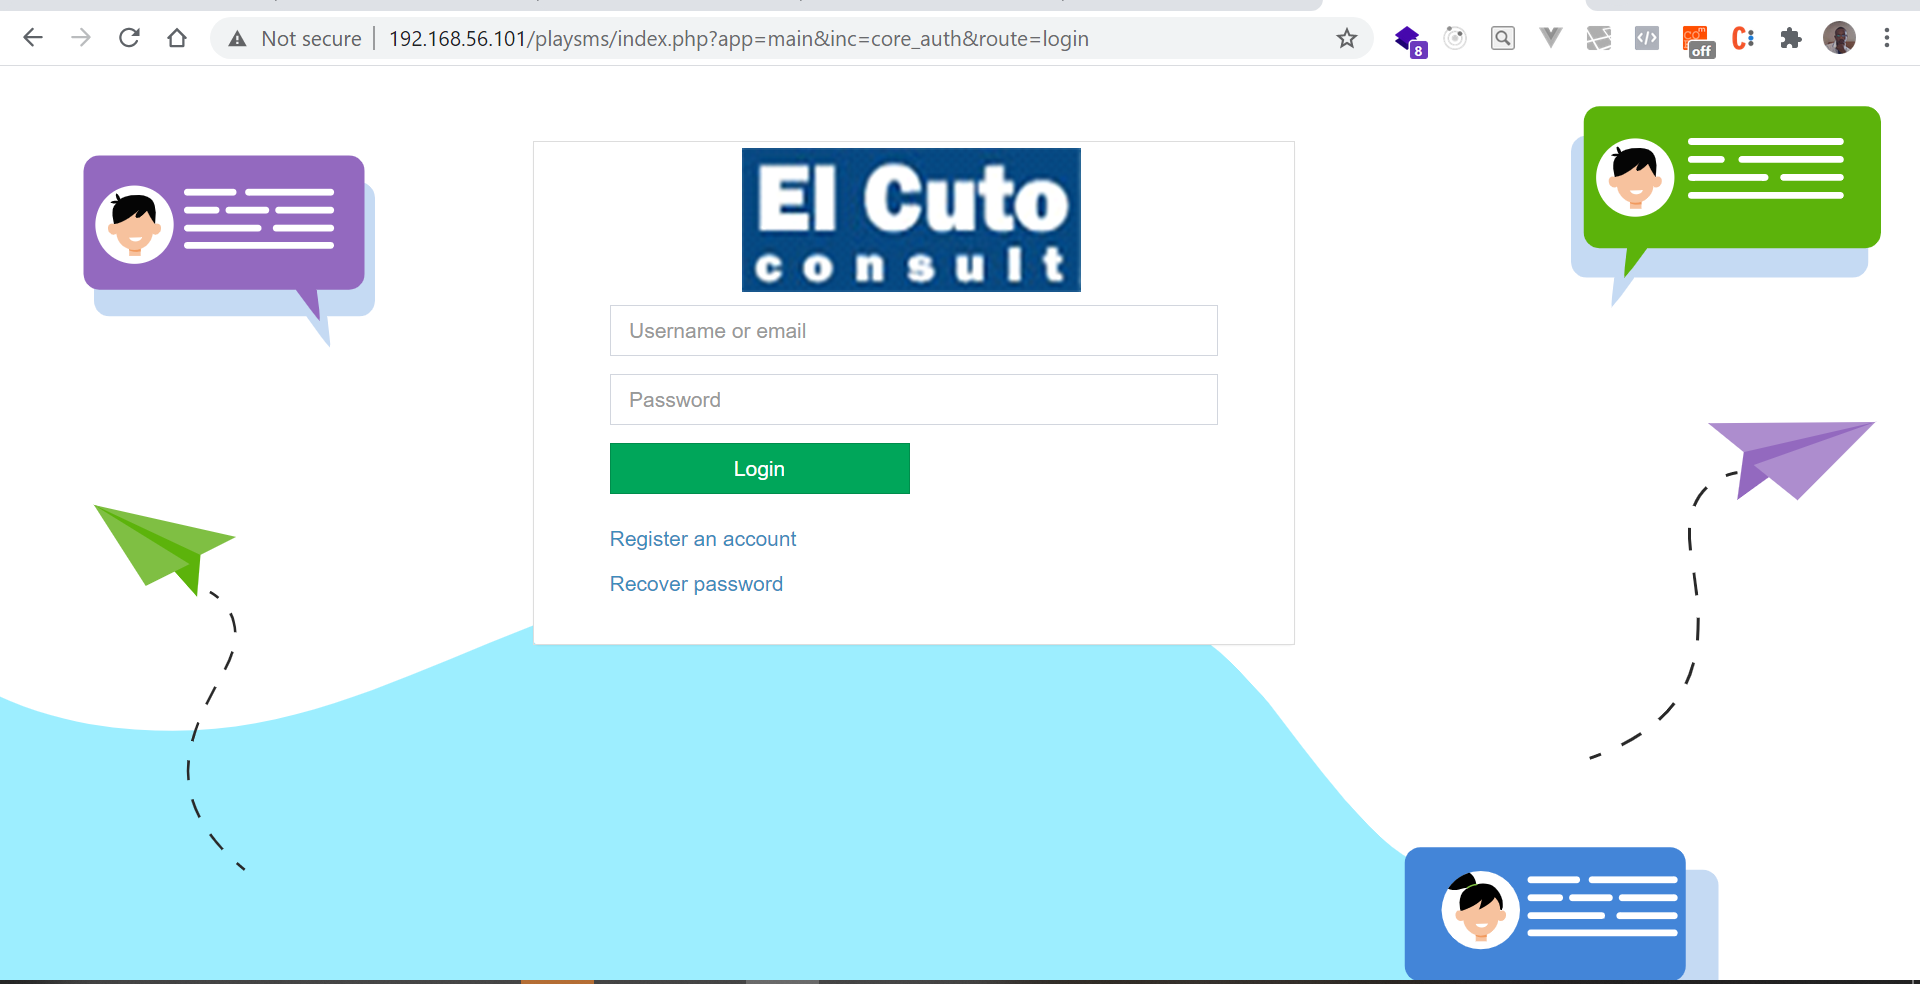 Not secure
192.168.56.101/playsms/index.php?app=main&inc=core_auth&route=login
8
com
off
El Cuto
consult
Username or email
Password
Login
Register an account
Recover password